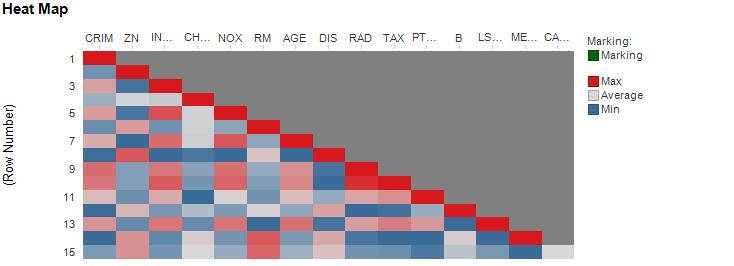 Heat Map
CRIM ZN IN... CH... NOX RM AGE DIS RAD TAX PT... B LS... ME... CA...
Marking:
Marking
Max
Average
Min
(Row Number)
1
3
5
7
9
11
13
15